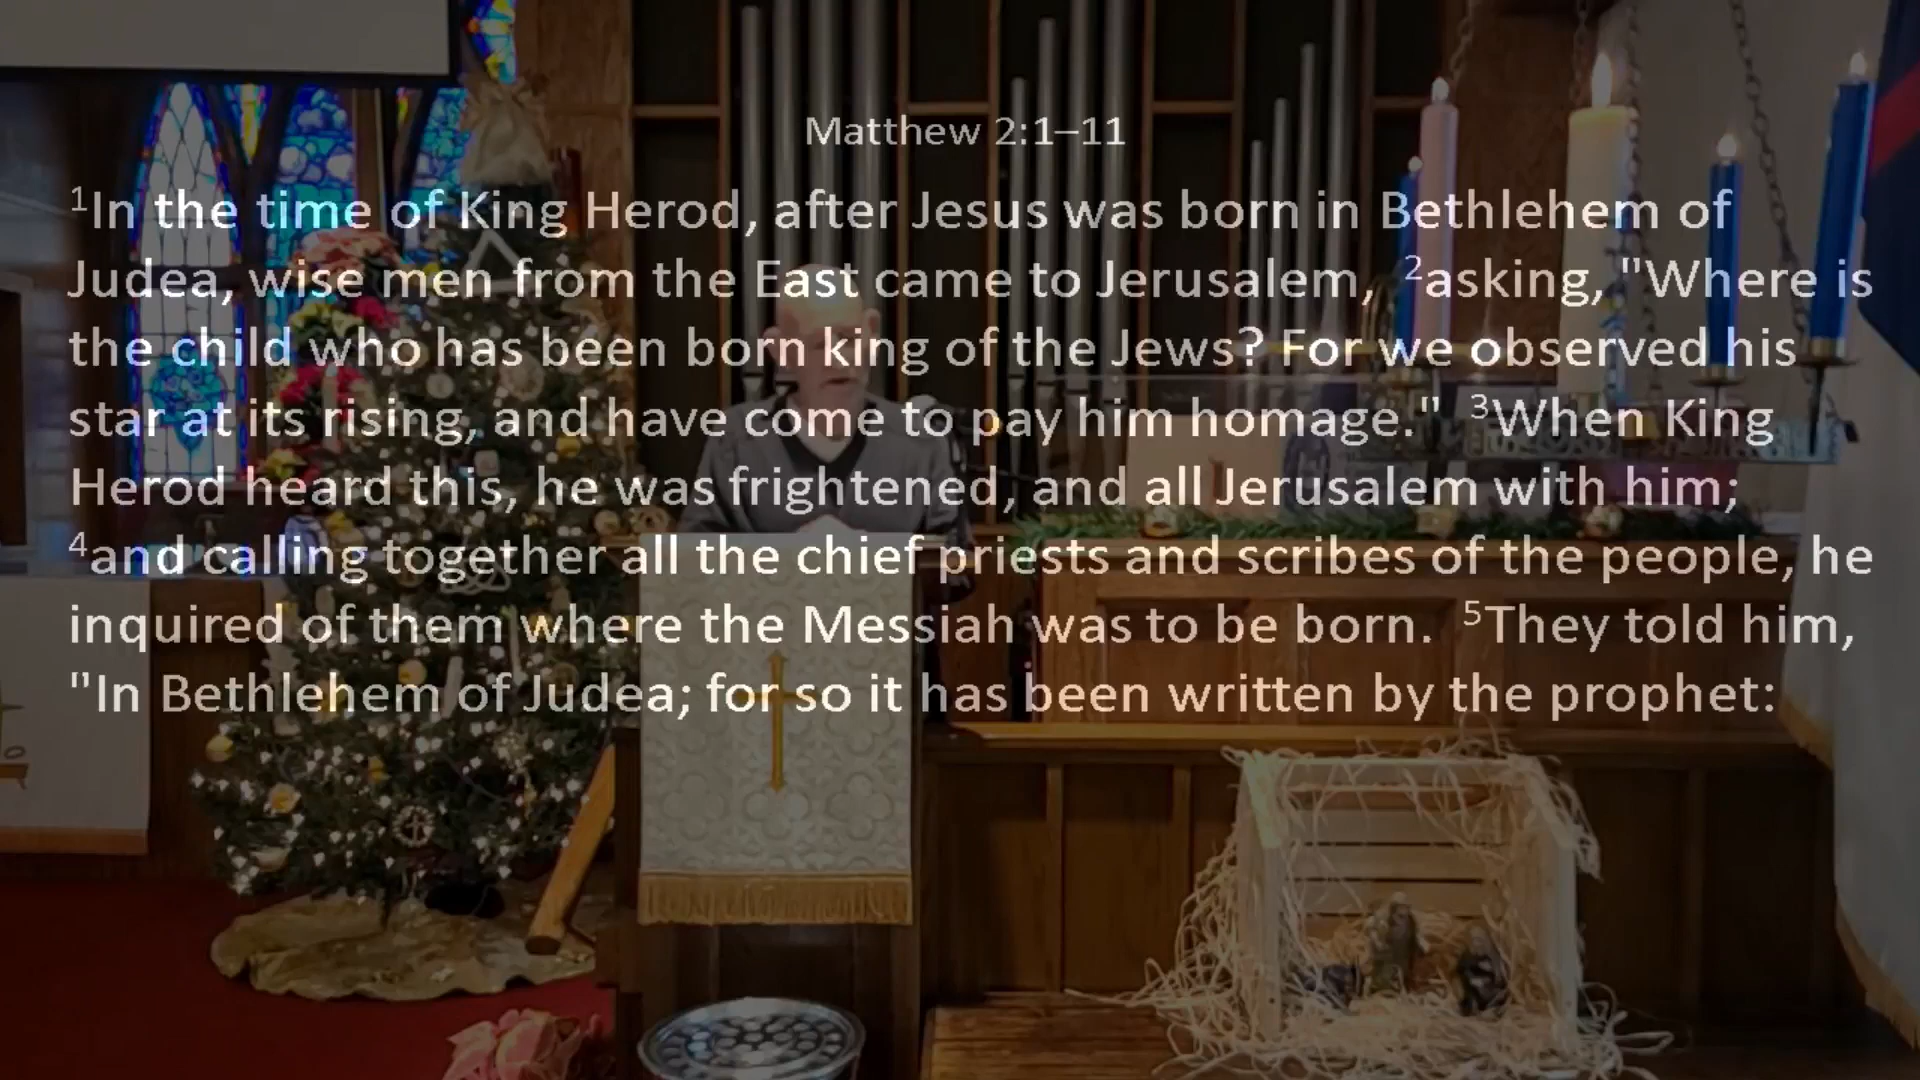 Matthew 2:1–11
¹In the time of King Herod, after Jesus was born in Bethlehem of
Judea, wise men from the East came to Jerusalem, ²asking, "Where is
the child who has been born king of the Jews? For we observed his
star at its rising, and have come to pay him homage." ³When King
Herod heard this, he was frightened, and all Jerusalem with him;
⁴and calling together all the chief priests and scribes of the people, he
inquired of them where the Messiah was to be born. ⁵They told him,
"In Bethlehem of Judea; for so it has been written by the prophet: